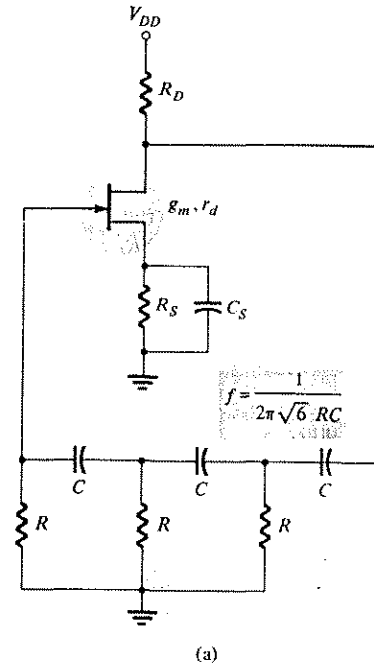 V_DD
R_D
g_m, r_d
R_S
C_S
f = 1 / 2π√6 RC
C
C
C
R
R
R
(a)